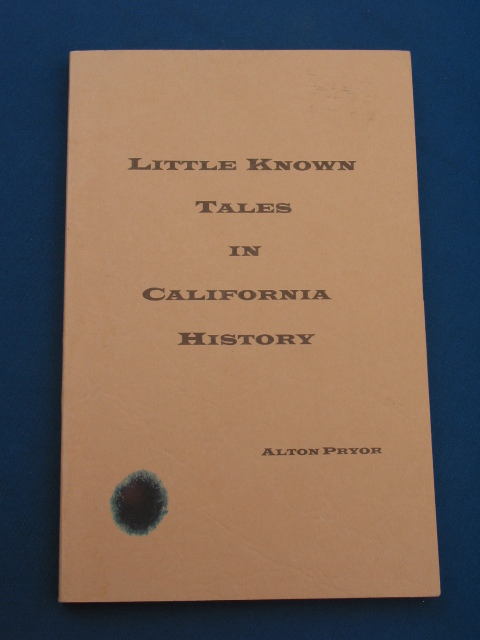 Little Known
Tales
in
California
History
Alton Pryor